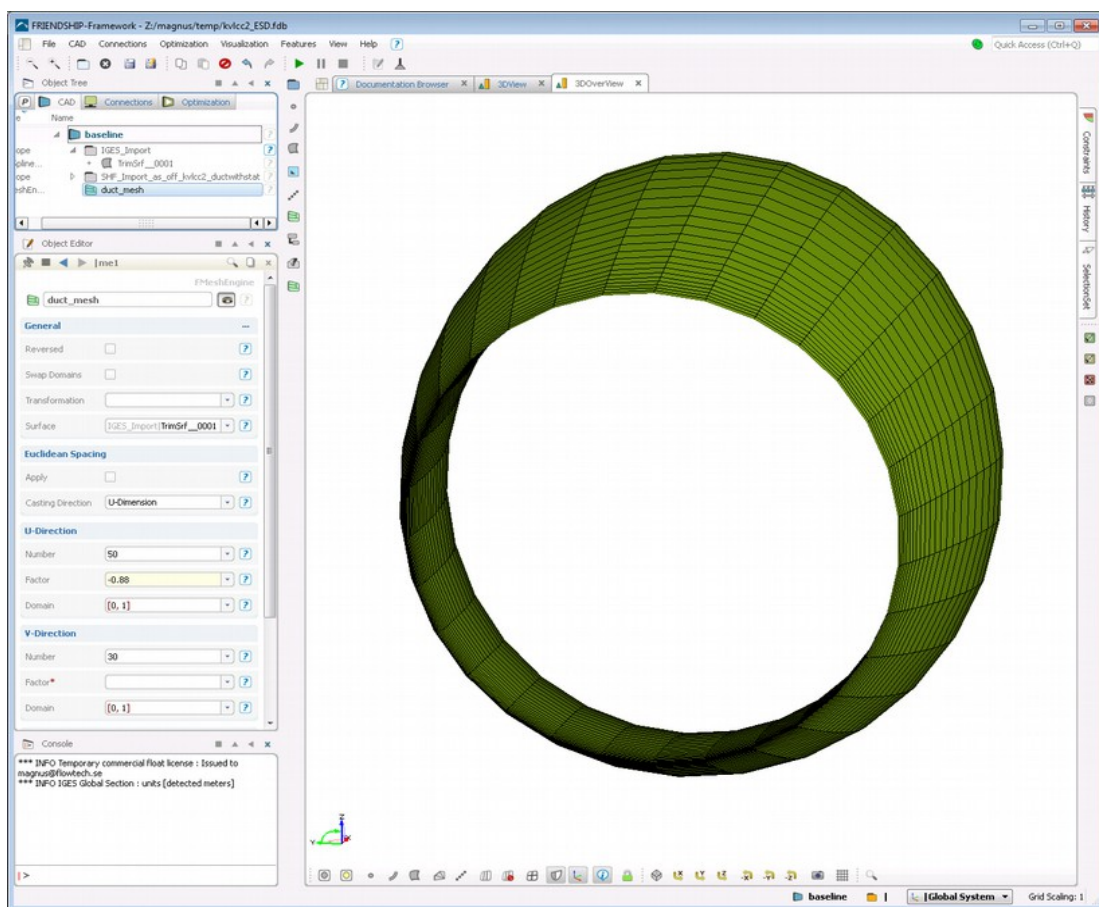 FRIENDSHIP-Framework - Z:/magnus/temp/kvlcc2_ESD.fdb
File CAD Connections Optimization Visualization Features View Help ?
Quick Access (Ctrl+Q)
Object Tree
Documentation Browser 3DView 3DOverView
P CAD Connections Optimization
e Name
baseline
ope IGES_Import
pline... TrimSrf__0001
ope SHF_Import_as_off_kvlcc2_ductwithstat
eshEn... duct_mesh
Object Editor
|me1
FMeshEngine
duct_mesh
General ...
Reversed
Swap Domains
Transformation
Surface IGES_Import|TrimSrf__0001
Euclidean Spacing
Apply
Casting Direction U-Dimension
U-Direction
Number 50
Factor -0.88
Domain [0, 1]
V-Direction
Number 30
Factor*
Domain [0, 1]
Console
*** INFO Temporary commercial float license : Issued to
magnus@flowtech.se
*** INFO IGES Global Section : units [detected meters]
>
Constraints
History
SelectionSet
Z
Y
X
baseline | |Global System Grid Scaling: 1